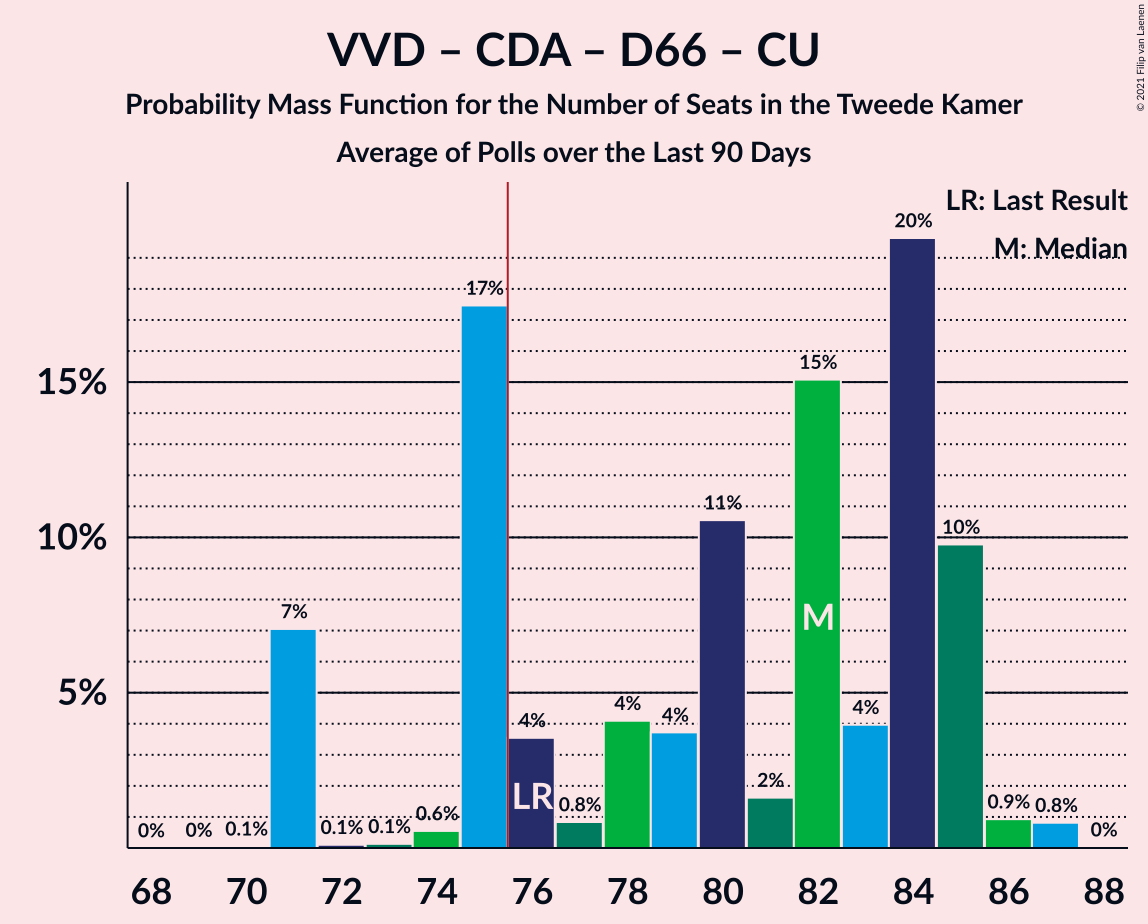 VVD – CDA – D66 – CU
Probability Mass Function for the Number of Seats in the Tweede Kamer
Average of Polls over the Last 90 Days
© 2021 Filip van Laenen
LR: Last Result
M: Median
15%
10%
5%
0%
0%
0.1%
7%
0.1%
0.1%
0.6%
17%
4%
0.8%
4%
4%
11%
2%
15%
4%
20%
10%
0.9%
0.8%
0%
LR
M
68 70 72 74 76 78 80 82 84 86 88